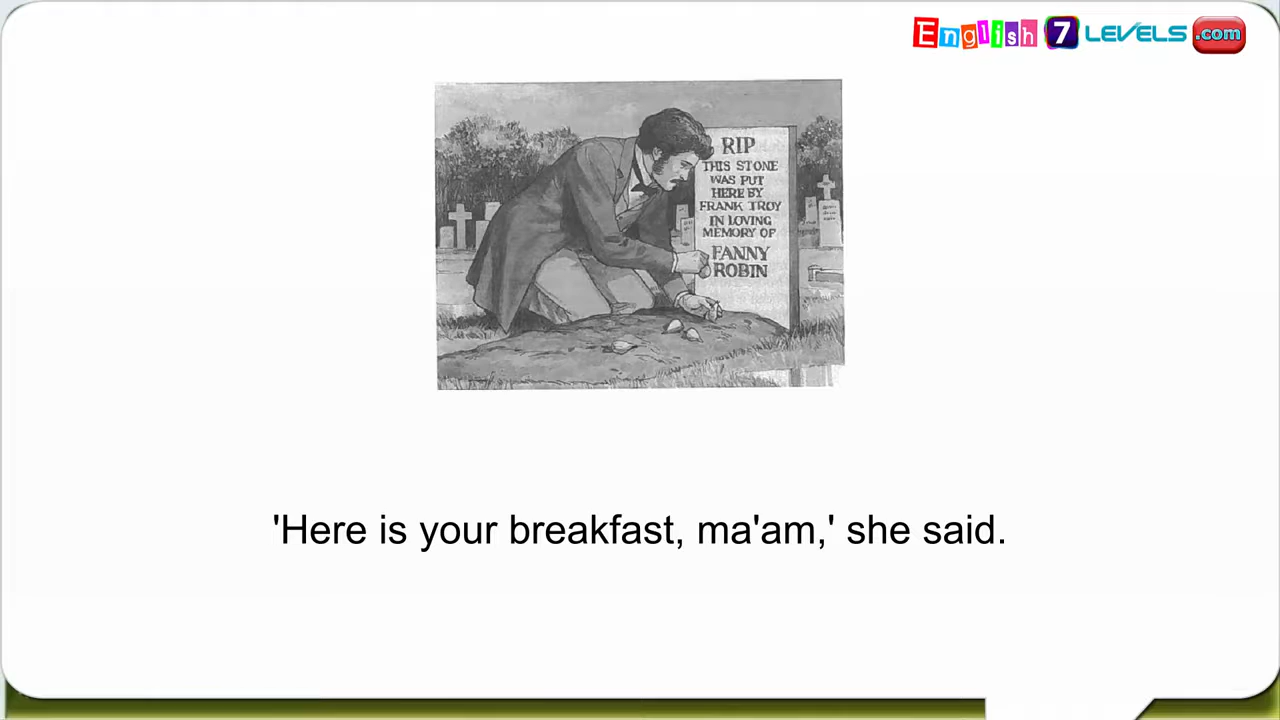 English 7 LEVELS .com
RIP
THIS STONE
WAS PUT
HERE BY
FRANK TROY
IN LOVING
MEMORY OF
FANNY
ROBIN
'Here is your breakfast, ma'am,' she said.